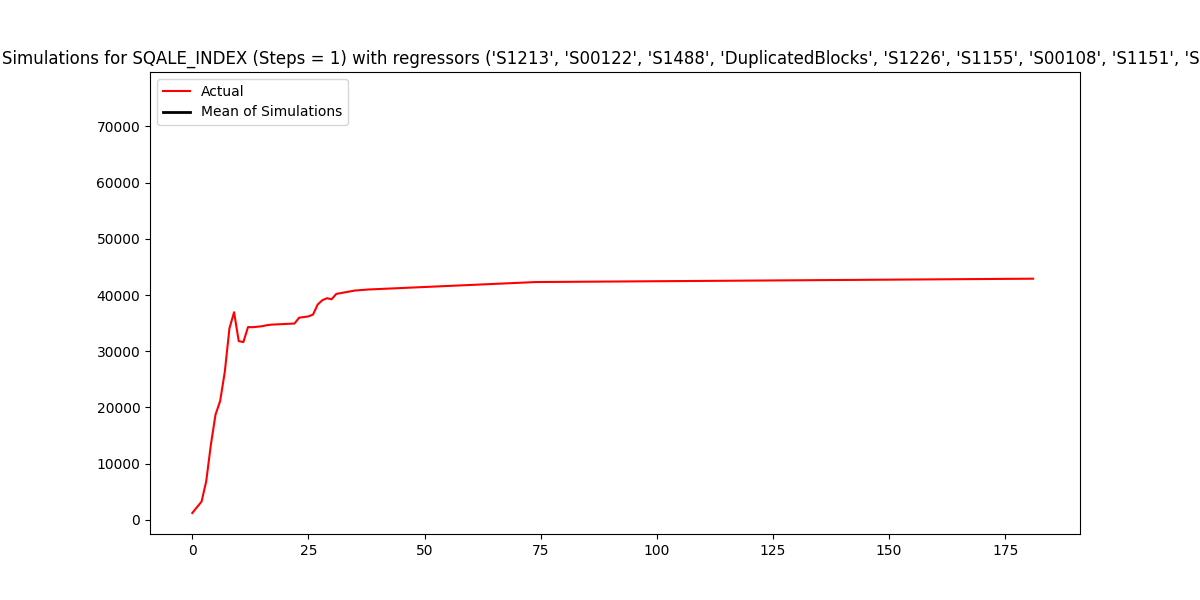 Simulations for SQALE_INDEX (Steps = 1) with regressors ('S1213', 'S00122', 'S1488', 'DuplicatedBlocks', 'S1226', 'S1155', 'S00108', 'S1151', 'S
Actual
Mean of Simulations
70000
60000
50000
40000
30000
20000
10000
0
0 25 50 75 100 125 150 175